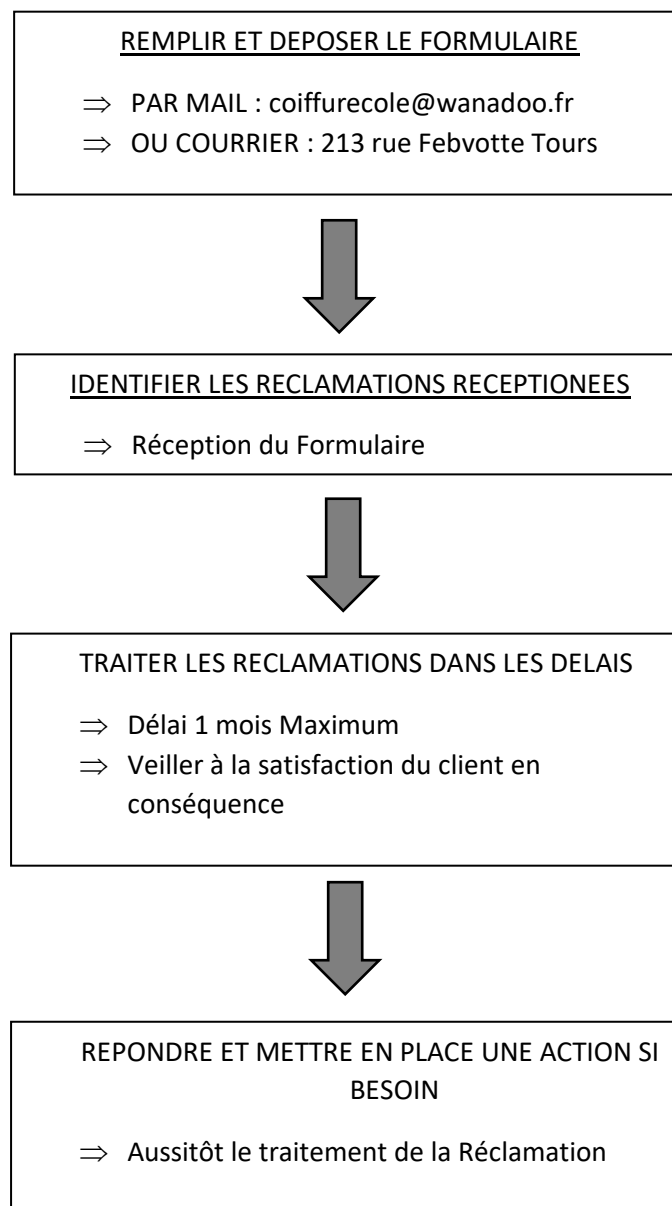 REMPLIR ET DEPOSER LE FORMULAIRE
⇒ PAR MAIL : coiffurecole@wanadoo.fr
⇒ OU COURRIER : 213 rue Febvotte Tours
IDENTIFIER LES RECLAMATIONS RECEPTIONEES
⇒ Réception du Formulaire
TRAITER LES RECLAMATIONS DANS LES DELAIS
⇒ Délai 1 mois Maximum
⇒ Veiller à la satisfaction du client en
conséquence
REPONDRE ET METTRE EN PLACE UNE ACTION SI
BESOIN
⇒ Aussitôt le traitement de la Réclamation